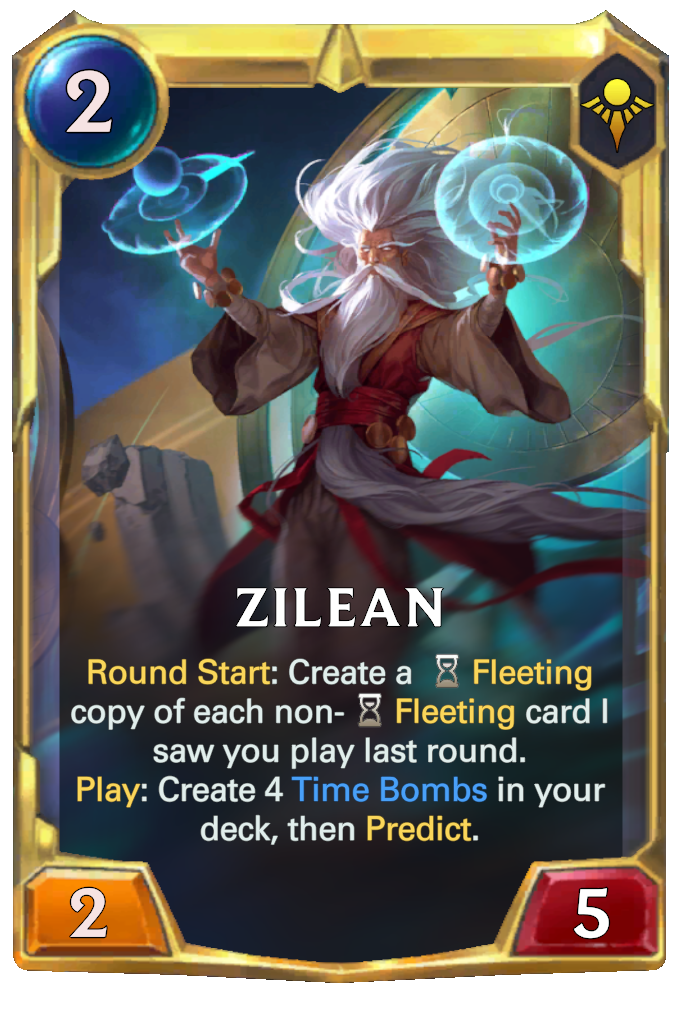 2
ZILEAN
Round Start: Create a Fleeting
copy of each non- Fleeting card I
saw you play last round.
Play: Create 4 Time Bombs in your
deck, then Predict.
2
5